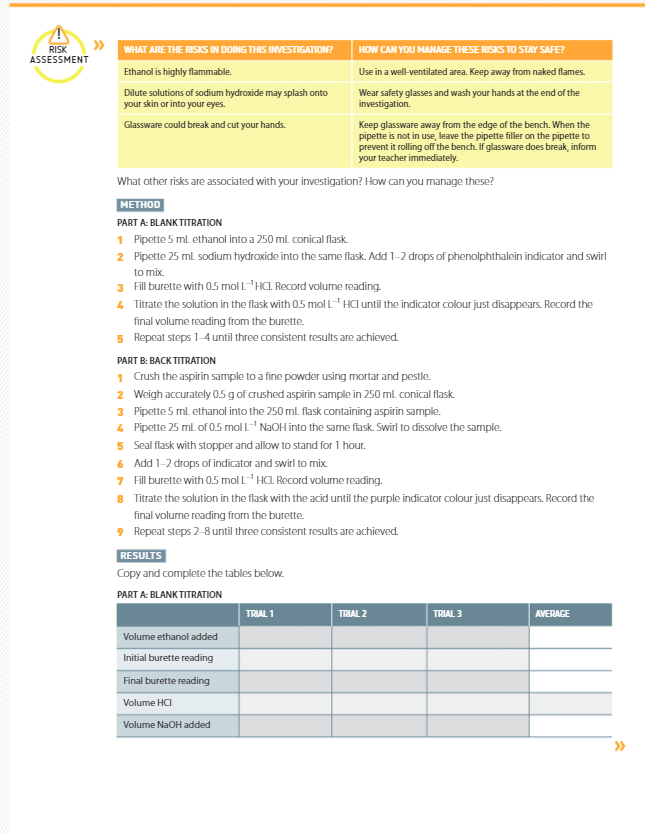 !
RISK
ASSESSMENT
»
WHAT ARE THE RISKS IN DOING THIS INVESTIGATION? HOW CAN YOU MANAGE THESE RISKS TO STAY SAFE?
Ethanol is highly flammable. Use in a well-ventilated area. Keep away from naked flames.
Dilute solutions of sodium hydroxide may splash onto
your skin or into your eyes.
Wear safety glasses and wash your hands at the end of the
investigation.
Glassware could break and cut your hands.
Keep glassware away from the edge of the bench. When the
pipette is not in use, leave the pipette filler on the pipette to
prevent it rolling off the bench. If glassware does break, inform
your teacher immediately.
What other risks are associated with your investigation? How can you manage these?
METHOD
PART A: BLANK TITRATION
1 Pipette 5 mL ethanol into a 250 mL conical flask.
2 Pipette 25 mL sodium hydroxide into the same flask. Add 1–2 drops of phenolphthalein indicator and swirl
to mix.
3 Fill burette with 0.5 mol L⁻¹ HCl. Record volume reading.
4 Titrate the solution in the flask with 0.5 mol L⁻¹ HCl until the indicator colour just disappears. Record the
final volume reading from the burette.
5 Repeat steps 1–4 until three consistent results are achieved.
PART B: BACK TITRATION
1 Crush the aspirin sample to a fine powder using mortar and pestle.
2 Weigh accurately 0.5 g of crushed aspirin sample in 250 mL conical flask.
3 Pipette 5 mL ethanol into the 250 mL flask containing aspirin sample.
4 Pipette 25 mL of 0.5 mol L⁻¹ NaOH into the same flask. Swirl to dissolve the sample.
5 Seal flask with stopper and allow to stand for 1 hour.
6 Add 1–2 drops of indicator and swirl to mix.
7 Fill burette with 0.5 mol L⁻¹ HCl. Record volume reading.
8 Titrate the solution in the flask with the acid until the purple indicator colour just disappears. Record the
final volume reading from the burette.
9 Repeat steps 2–8 until three consistent results are achieved.
RESULTS
Copy and complete the tables below.
PART A: BLANK TITRATION
TRIAL 1 TRIAL 2 TRIAL 3 AVERAGE
Volume ethanol added
Initial burette reading
Final burette reading
Volume HCl
Volume NaOH added
»